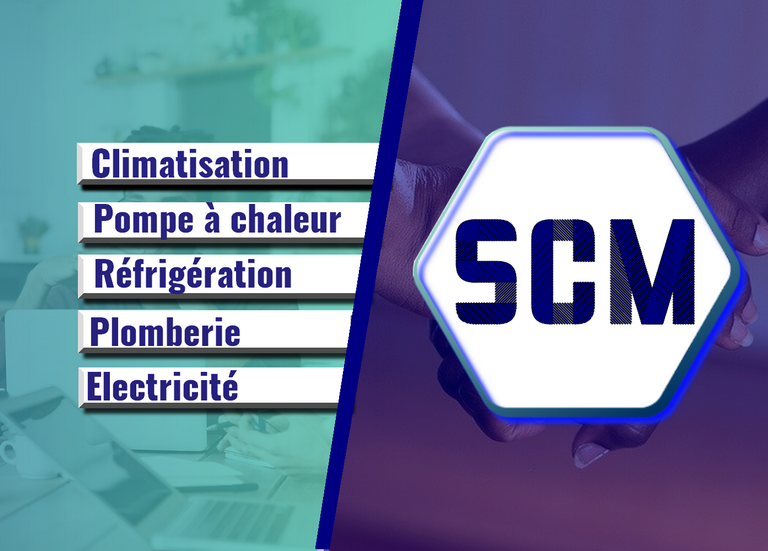 Climatisation
Pompe à chaleur
Réfrigération
Plomberie
Electricité
SCM